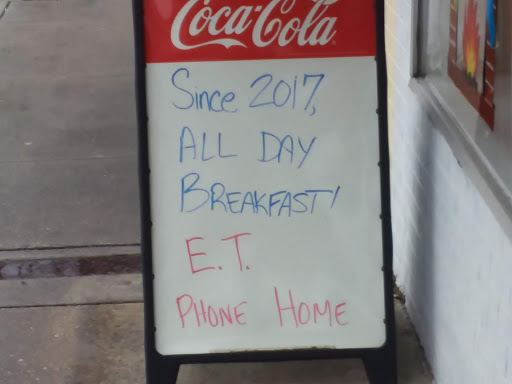 Coca-Cola
Since 2017,
ALL DAY
BREAKFAST!
E.T.
PHONE HOME